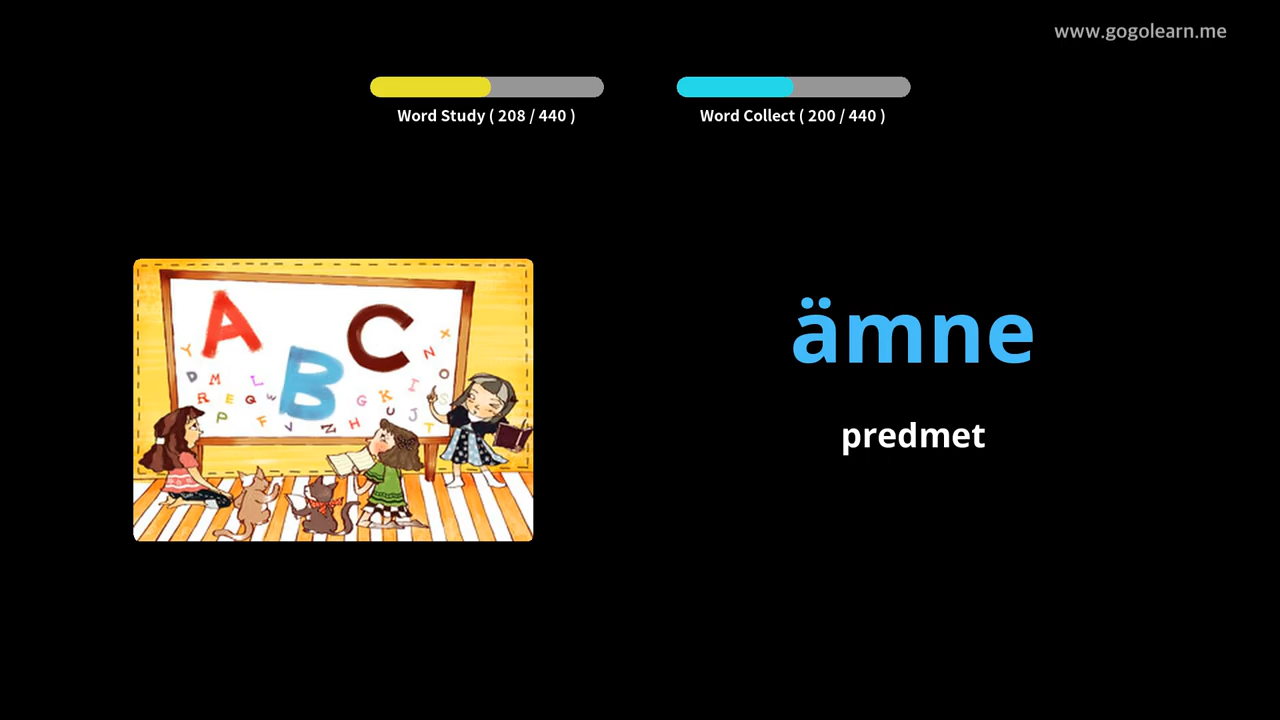 www.gogolearn.me
Word Study ( 208 / 440 )
Word Collect ( 200 / 440 )
A
B
C
Y
X
N
D M L
O
R E Q W
G K I
S
P F V Z H U J T
ämne
predmet